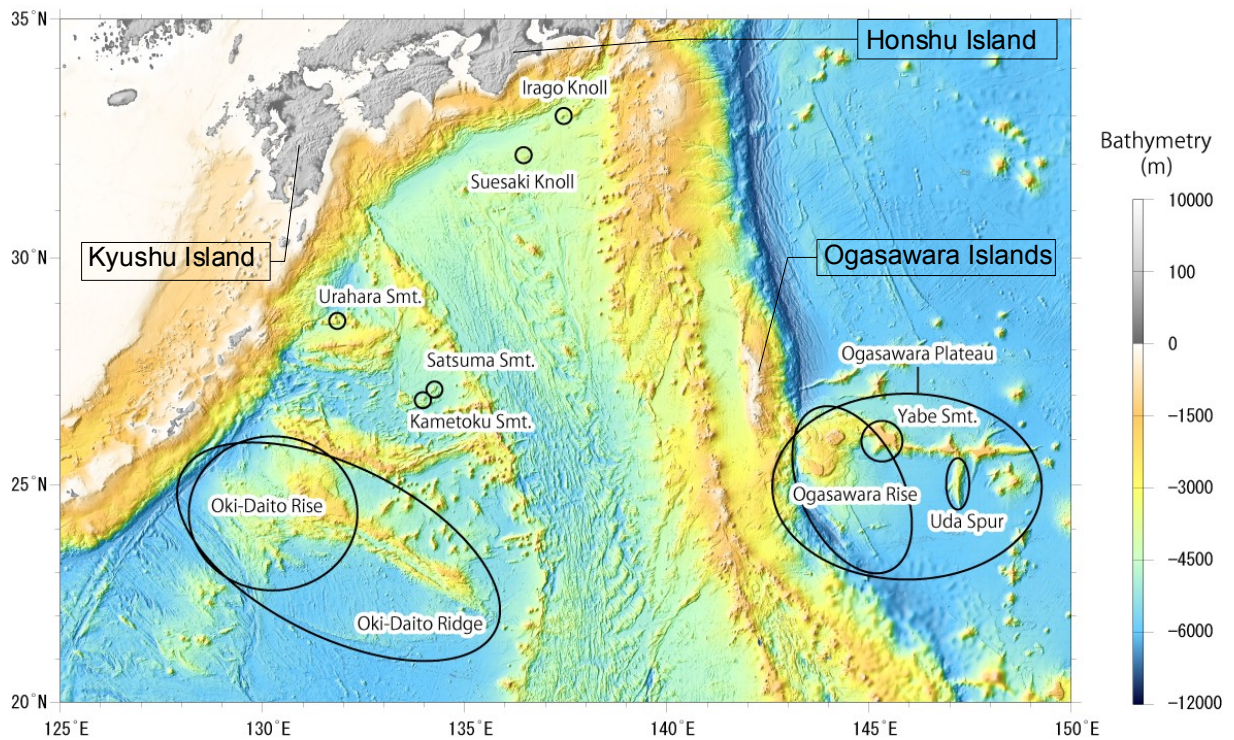 35°N
Honshu Island
Irago Knoll
Suesaki Knoll
Bathymetry
(m)
10000
100
0
-1500
-3000
-4500
-6000
-12000
Kyushu Island
30°N
Ogasawara Islands
Urahara Smt.
Satsuma Smt.
Kametoku Smt.
Ogasawara Plateau
Yabe Smt.
25°N
Oki-Daito Rise
Ogasawara Rise
Uda Spur
Oki-Daito Ridge
20°N
125°E
130°E
135°E
140°E
145°E
150°E